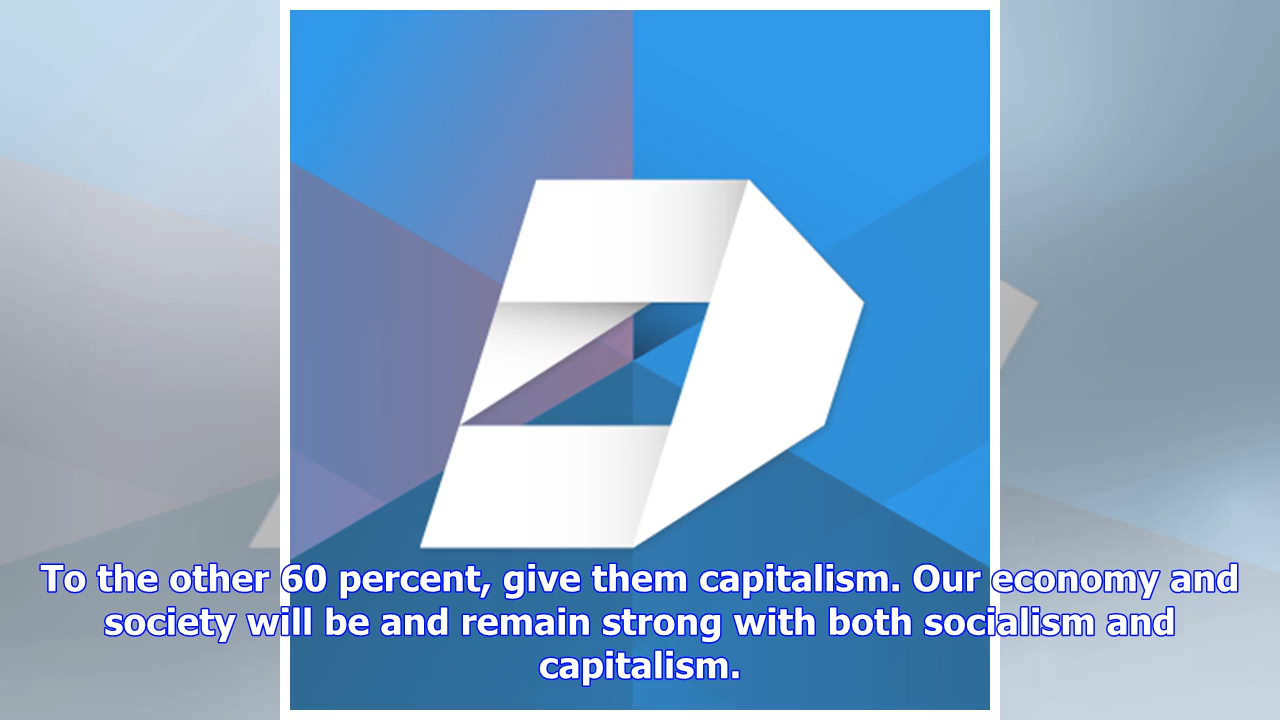 To the other 60 percent, give them capitalism. Our economy and
society will be and remain strong with both socialism and
capitalism.